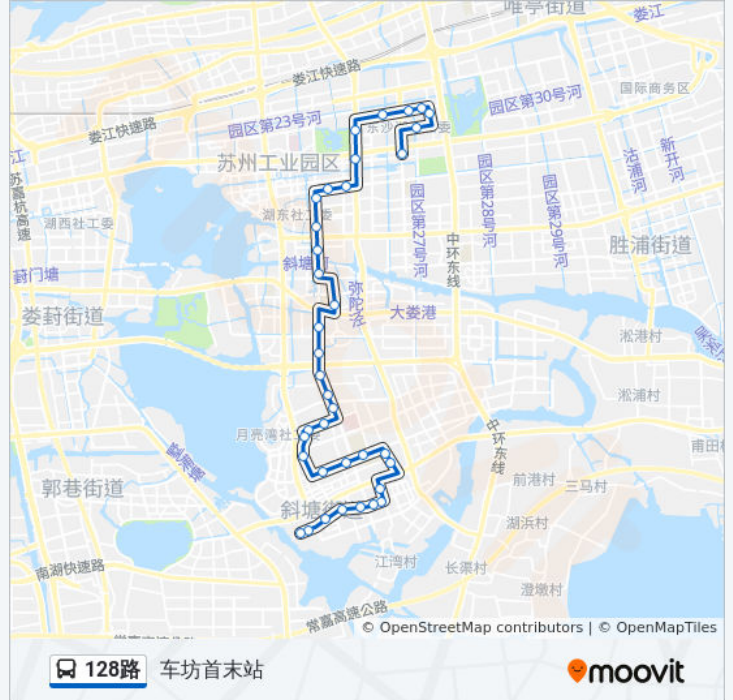 唯亭街道
娄江
娄江快速路
国际商务区
园区第30号河
园区第23号河
娄江快速路
江
苏州工业园区
新开河
沽浦河
苏嘉杭高速
湖西社工委
湖东社工委
园区第27号河
园区第28号河
园区第29号河
中环东线
胜浦街道
葑门塘
斜塘河
弥陀泾
娄葑街道
大娄港
淞港村
淞浦村
月亮湾社工委
中环东线
甫田
郭巷街道
前港村
三马村
斜塘街道
湖浜村
江湾村
长渠村
南湖快速路
澄墩村
常嘉高速公路
© OpenStreetMap contributors | © OpenMapTiles
128路 车坊首末站
moovit